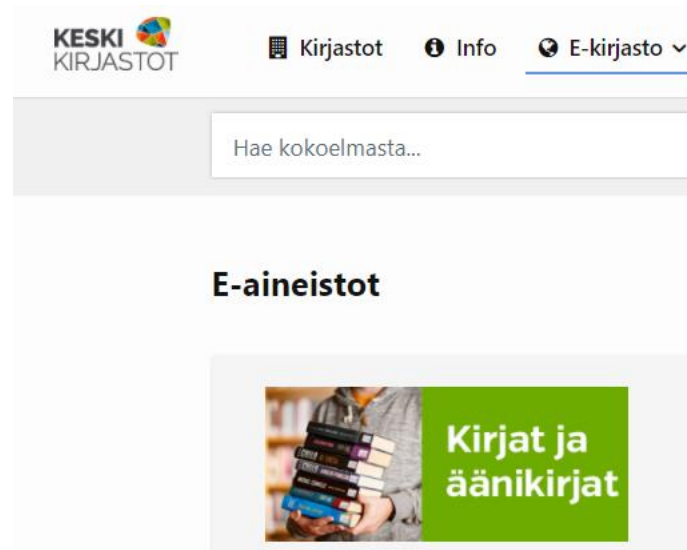 KESKI
KIRJASTOT
Kirjastot
Info
E-kirjasto
Hae kokoelmasta...
E-aineistot
Kirjat ja
äänikirjat